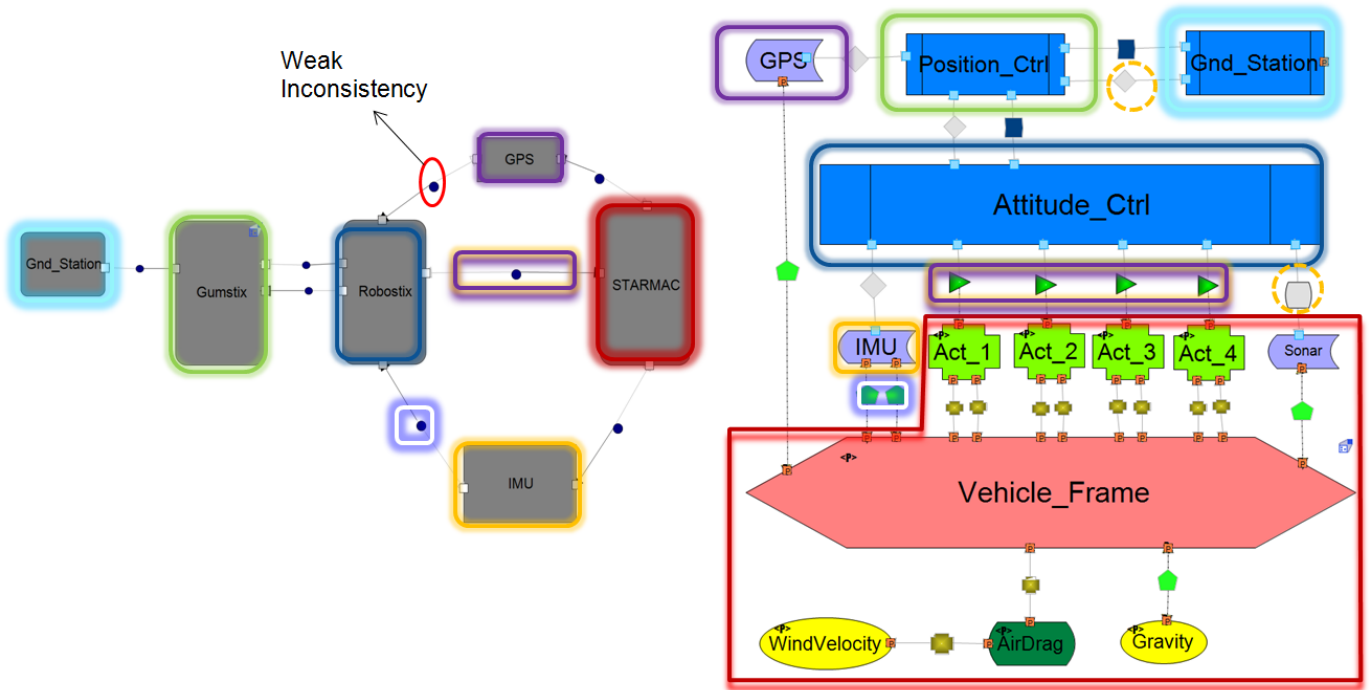 Weak
Inconsistency
GPS
Gnd_Station
Gumstix
Robostix
STARMAC
IMU
GPS
Position_Ctrl
Gnd_Station
P
P
Attitude_Ctrl
IMU
<P>
Act_1
<P>
Act_2
<P>
Act_3
<P>
Act_4
Sonar
<P>
Vehicle_Frame
<P>
WindVelocity
<P>
AirDrag
<P>
Gravity